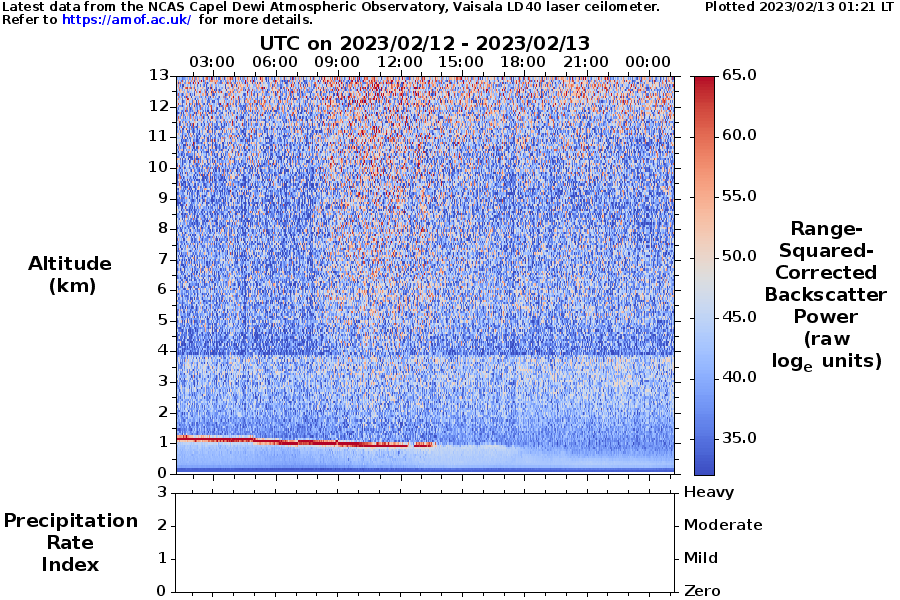 Latest data from the NCAS Capel Dewi Atmospheric Observatory, Vaisala LD40 laser ceilometer. Plotted 2023/02/13 01:21 LT
Refer to https://amof.ac.uk/ for more details.
UTC on 2023/02/12 - 2023/02/13
03:00 06:00 09:00 12:00 15:00 18:00 21:00 00:00
13
12
11
10
9
8
7
6
5
4
3
2
1
0
Altitude
(km)
65.0
60.0
55.0
50.0
45.0
40.0
35.0
Range-
Squared-
Corrected
Backscatter
Power
(raw
logₑ units)
3
2
1
0
Precipitation
Rate
Index
Heavy
Moderate
Mild
Zero